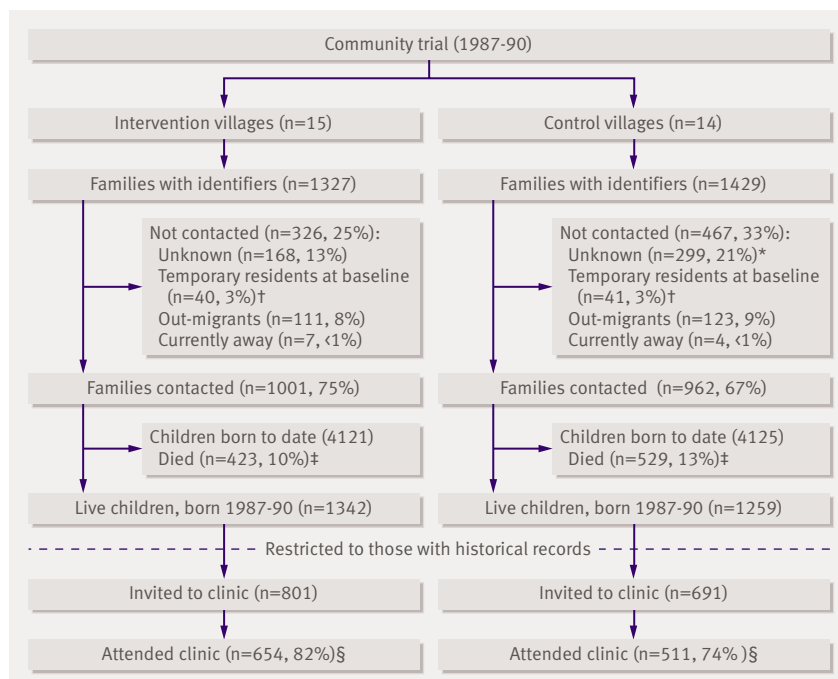 Community trial (1987-90)
Intervention villages (n=15)
Control villages (n=14)
Families with identifiers (n=1327)
Families with identifiers (n=1429)
Not contacted (n=326, 25%):
Unknown (n=168, 13%)
Temporary residents at baseline
(n=40, 3%)†
Out-migrants (n=111, 8%)
Currently away (n=7, <1%)
Not contacted (n=467, 33%):
Unknown (n=299, 21%)*
Temporary residents at baseline
(n=41, 3%)†
Out-migrants (n=123, 9%)
Currently away (n=4, <1%)
Families contacted (n=1001, 75%)
Families contacted (n=962, 67%)
Children born to date (4121)
Died (n=423, 10%)‡
Children born to date (4125)
Died (n=529, 13%)‡
Live children, born 1987-90 (n=1342)
Live children, born 1987-90 (n=1259)
Restricted to those with historical records
Invited to clinic (n=801)
Invited to clinic (n=691)
Attended clinic (n=654, 82%)§
Attended clinic (n=511, 74% )§